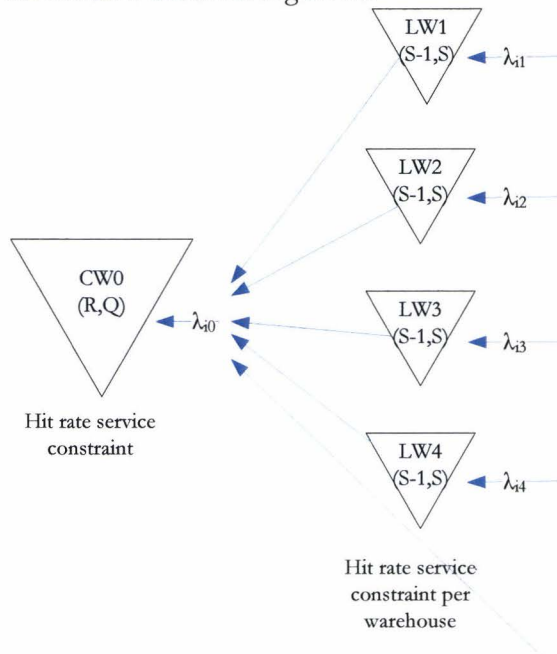 LW1
(S-1,S)
λi1
LW2
(S-1,S)
λi2
CW0
(R,Q)
λi0
LW3
(S-1,S)
λi3
Hit rate service
constraint
LW4
(S-1,S)
λi4
Hit rate service
constraint per
warehouse